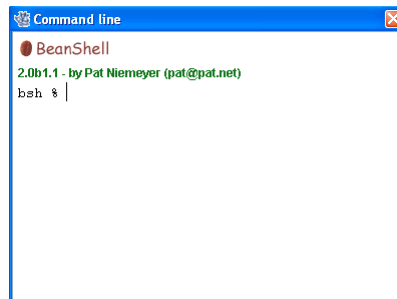 Command line
BeanShell
2.0b1.1 - by Pat Niemeyer (pat@pat.net)
bsh %